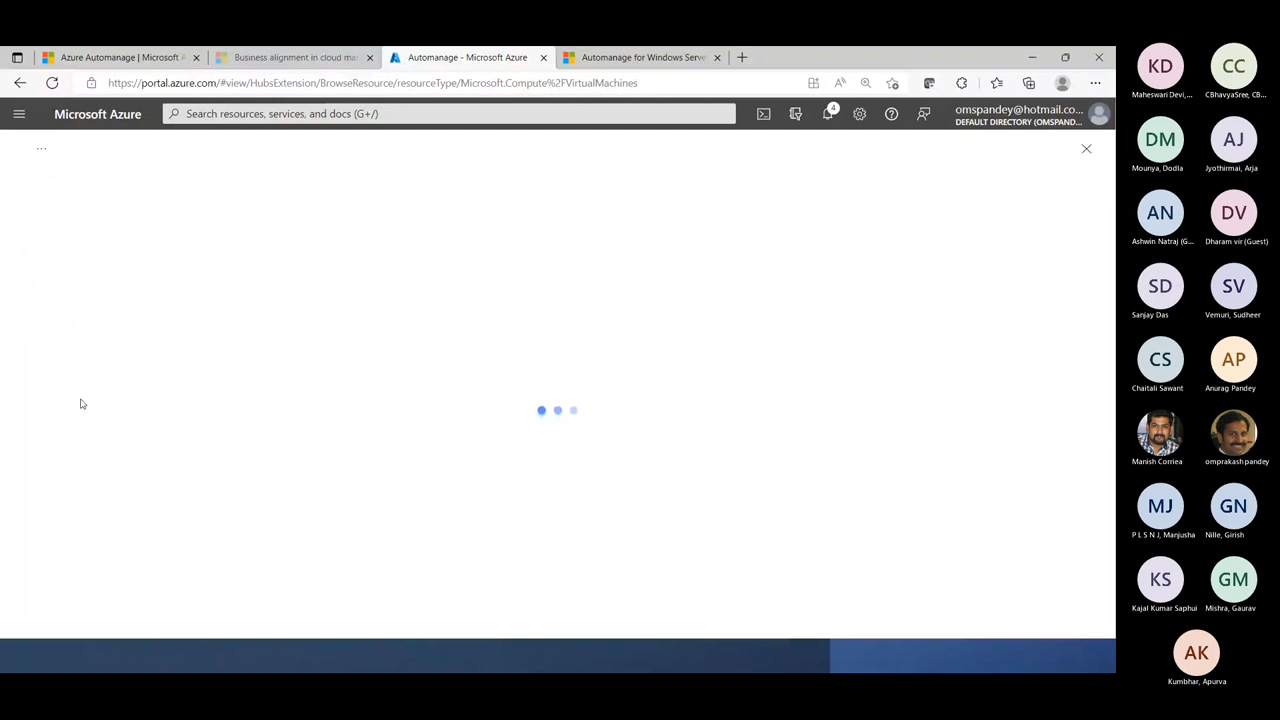 Azure Automanage | Microsoft A
Business alignment in cloud ma
Automanage - Microsoft Azure
Automanage for Windows Serve
https://portal.azure.com/#view/HubsExtension/BrowseResource/resourceType/Microsoft.Compute%2FVirtualMachines
Microsoft Azure
Search resources, services, and docs (G+/)
4
omspandey@hotmail.co...
DEFAULT DIRECTORY (OMSPAND...
...
KD
CC
Maheswari Devi,...
CBhavyaSree, CB...
DM
AJ
Mounya, Dodla
Jyothirmai, Arja
AN
DV
Ashwin Natraj (G...
Dharam vir (Guest)
SD
SV
Sanjay Das
Vemuri, Sudheer
CS
AP
Chaitali Sawant
Anurag Pandey
Manish Corriea
omprakash pandey
MJ
GN
P L S N J, Manjusha
Nille, Girish
KS
GM
Kajal Kumar Saphui
Mishra, Gaurav
AK
Kumbhar, Apurva